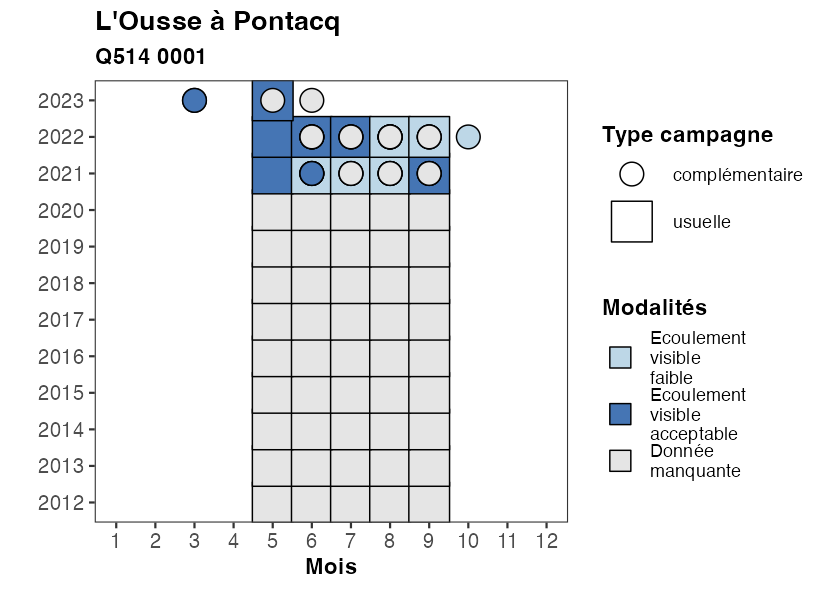 L'Ousse à Pontacq
Q514 0001
2023
2022
2021
2020
2019
2018
2017
2016
2015
2014
2013
2012
1 2 3 4 5 6 7 8 9 10 11 12
Mois
Type campagne
complémentaire
usuelle
Modalités
Ecoulement
visible
faible
Ecoulement
visible
acceptable
Donnée
manquante